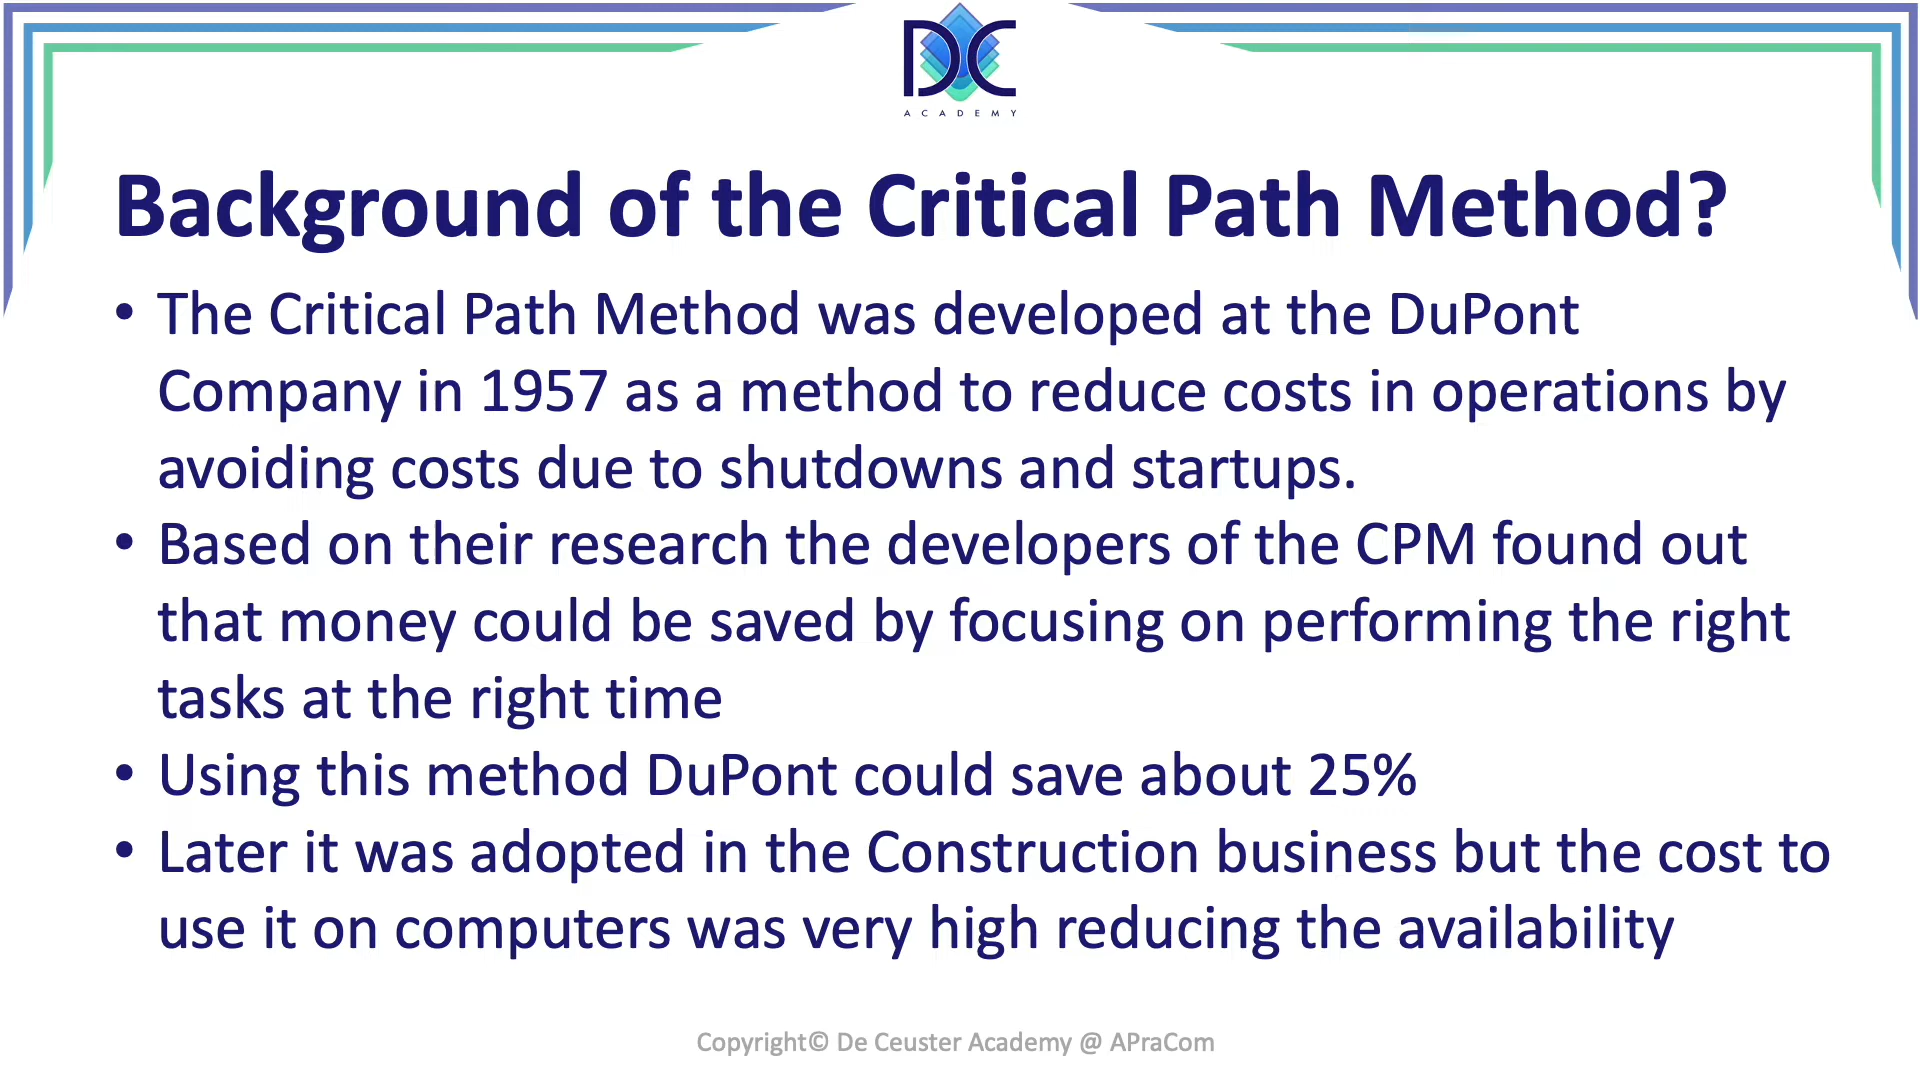 DC
ACADEMY
Background of the Critical Path Method?
• The Critical Path Method was developed at the DuPont
Company in 1957 as a method to reduce costs in operations by
avoiding costs due to shutdowns and startups.
• Based on their research the developers of the CPM found out
that money could be saved by focusing on performing the right
tasks at the right time
• Using this method DuPont could save about 25%
• Later it was adopted in the Construction business but the cost to
use it on computers was very high reducing the availability
Copyright© De Ceuster Academy @ APraCom